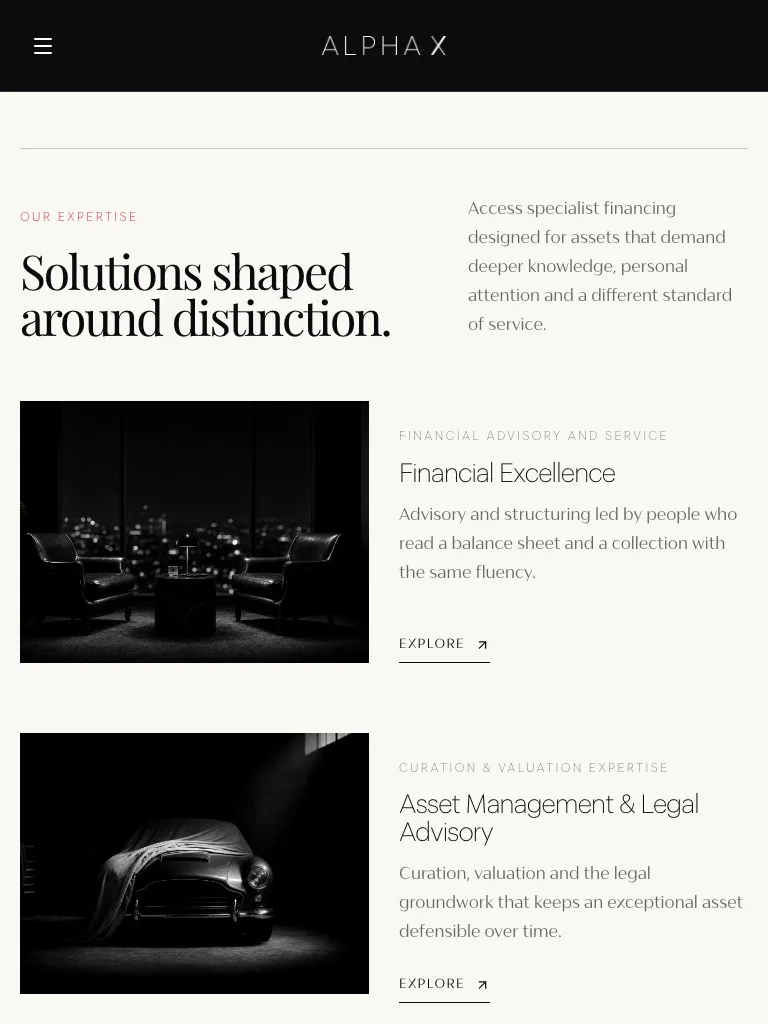 ALPHA X
OUR EXPERTISE
Solutions shaped
around distinction.
Access specialist financing
designed for assets that demand
deeper knowledge, personal
attention and a different standard
of service.
FINANCIAL ADVISORY AND SERVICE
Financial Excellence
Advisory and structuring led by people who
read a balance sheet and a collection with
the same fluency.
EXPLORE
CURATION & VALUATION EXPERTISE
Asset Management & Legal
Advisory
Curation, valuation and the legal
groundwork that keeps an exceptional asset
defensible over time.
EXPLORE